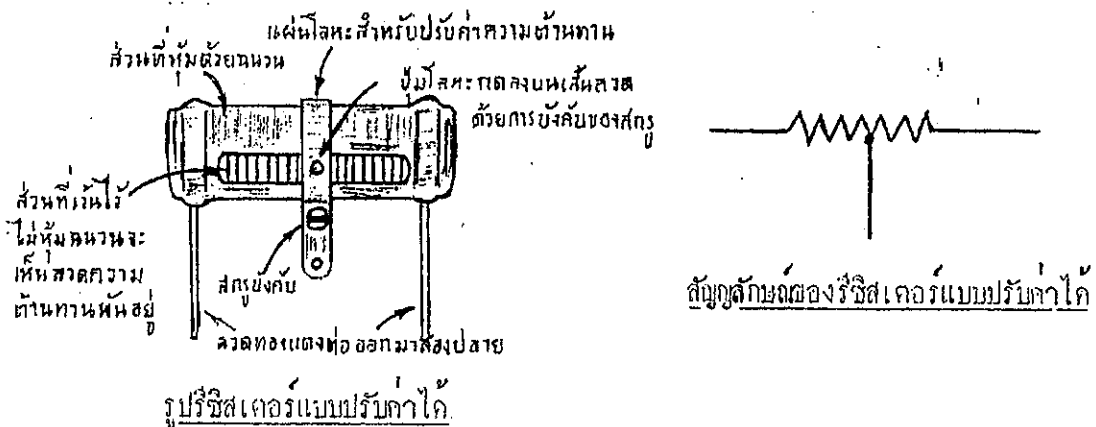 แผ่นโลหะสำหรับปรับค่าความต้านทาน
ส่วนที่หุ้มด้วยฉนวน
ปุ่มโลหะกดลงบนเส้นลวด
ด้วยการบังคับของสกรู
ส่วนที่เว้นไว้
ไม่หุ้มฉนวนจะ
เห็นลวดความ
ต้านทานพันอยู่
สกรูบังคับ
ลวดทองแดงต่อออกมาสองปลาย
รูปรีซิสเตอร์แบบปรับค่าได้
สัญญลักษณ์ของรีซิสเตอร์แบบปรับค่าได้